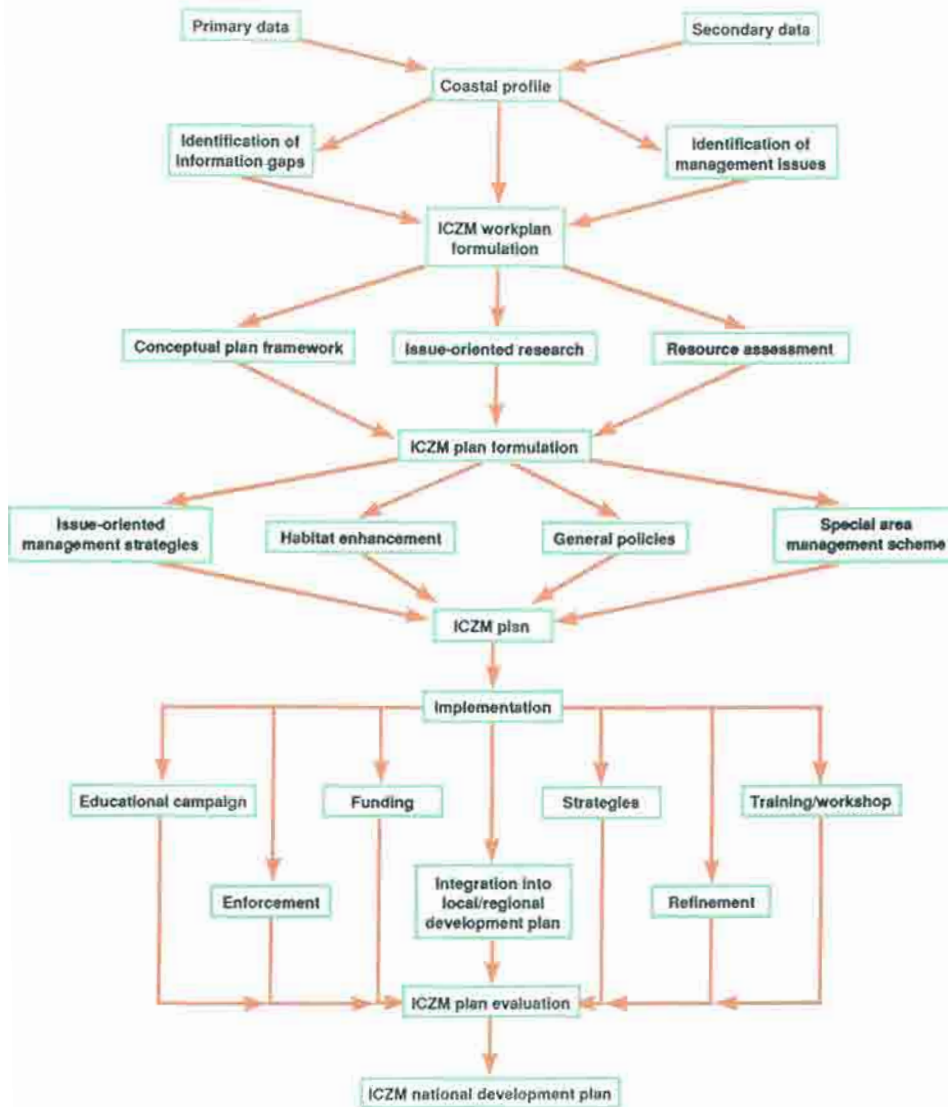 Primary data
Secondary data
Coastal profile
Identification of
information gaps
Identification of
management issues
ICZM workplan
formulation
Conceptual plan framework
Issue-oriented research
Resource assessment
ICZM plan formulation
Issue-oriented
management strategies
Habitat enhancement
General policies
Special area
management scheme
ICZM plan
Implementation
Educational campaign
Funding
Strategies
Training/workshop
Enforcement
Integration into
local/regional
development plan
Refinement
ICZM plan evaluation
ICZM national development plan